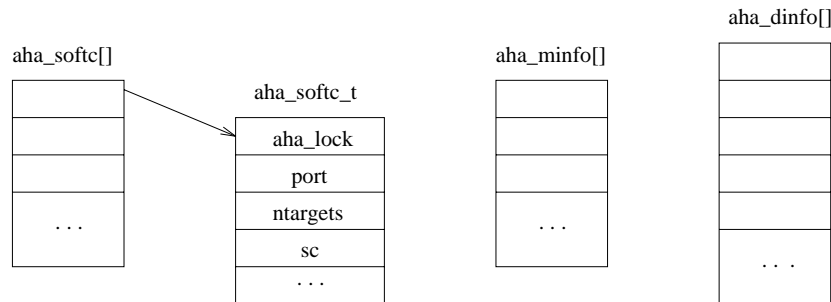 aha_softc[]
. . .
aha_softc_t
aha_lock
port
ntargets
sc
. . .
aha_minfo[]
. . .
aha_dinfo[]
. . .